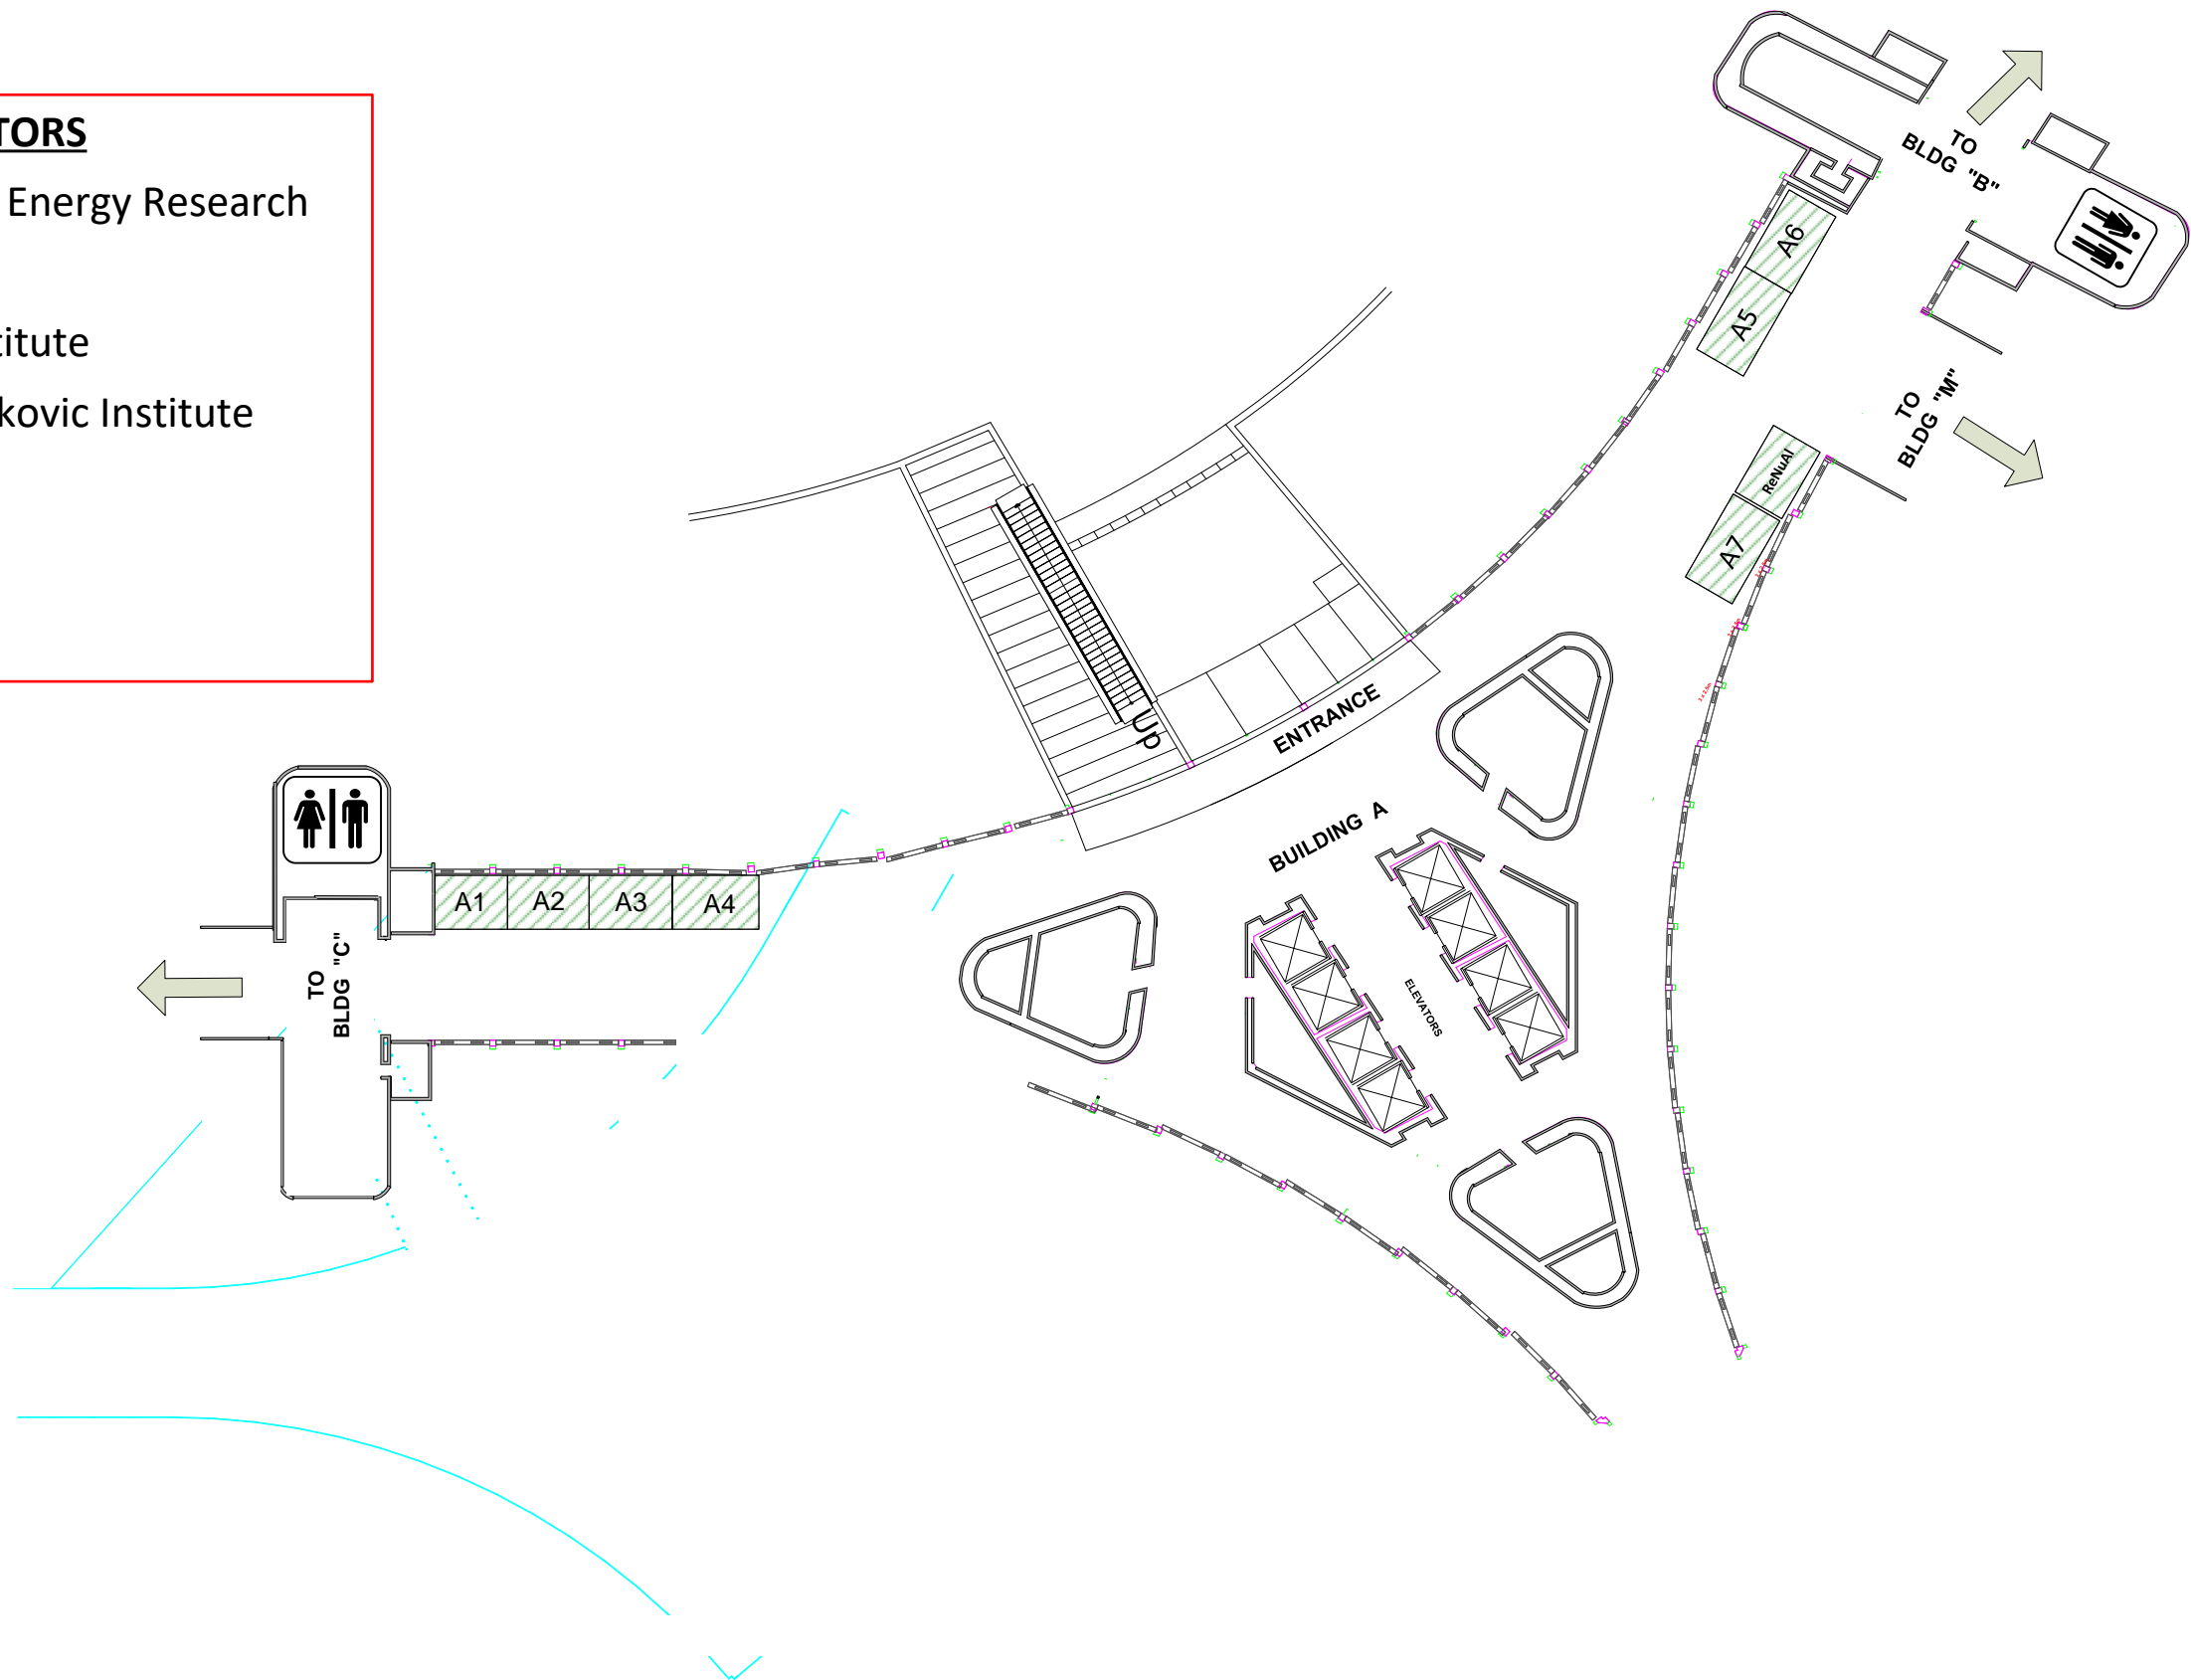 TORS
Energy Research
titute
kovic Institute
TO
BLDG "B"
A6
A5
TO
BLDG "M"
ReNuAl
A7
Up
ENTRANCE
BUILDING A
A1
A2
A3
A4
TO
BLDG "C"
ELEVATORS